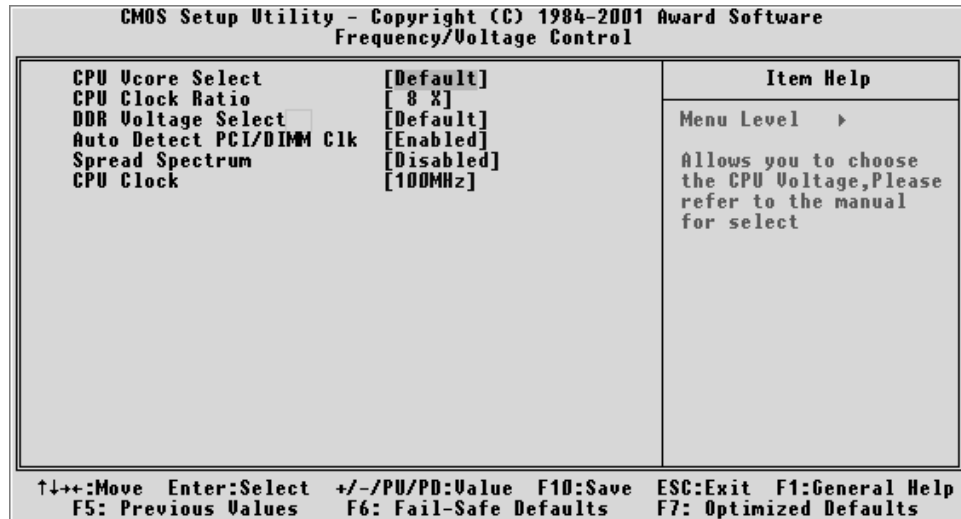 CMOS Setup Utility - Copyright (C) 1984-2001 Award Software
Frequency/Voltage Control
CPU Vcore Select [Default]
CPU Clock Ratio [ 8 X]
DDR Voltage Select [Default]
Auto Detect PCI/DIMM Clk [Enabled]
Spread Spectrum [Disabled]
CPU Clock [100MHz]
Item Help
Menu Level ▸
Allows you to choose
the CPU Voltage,Please
refer to the manual
for select
↑↓→←:Move Enter:Select +/-/PU/PD:Value F10:Save ESC:Exit F1:General Help
F5: Previous Values F6: Fail-Safe Defaults F7: Optimized Defaults